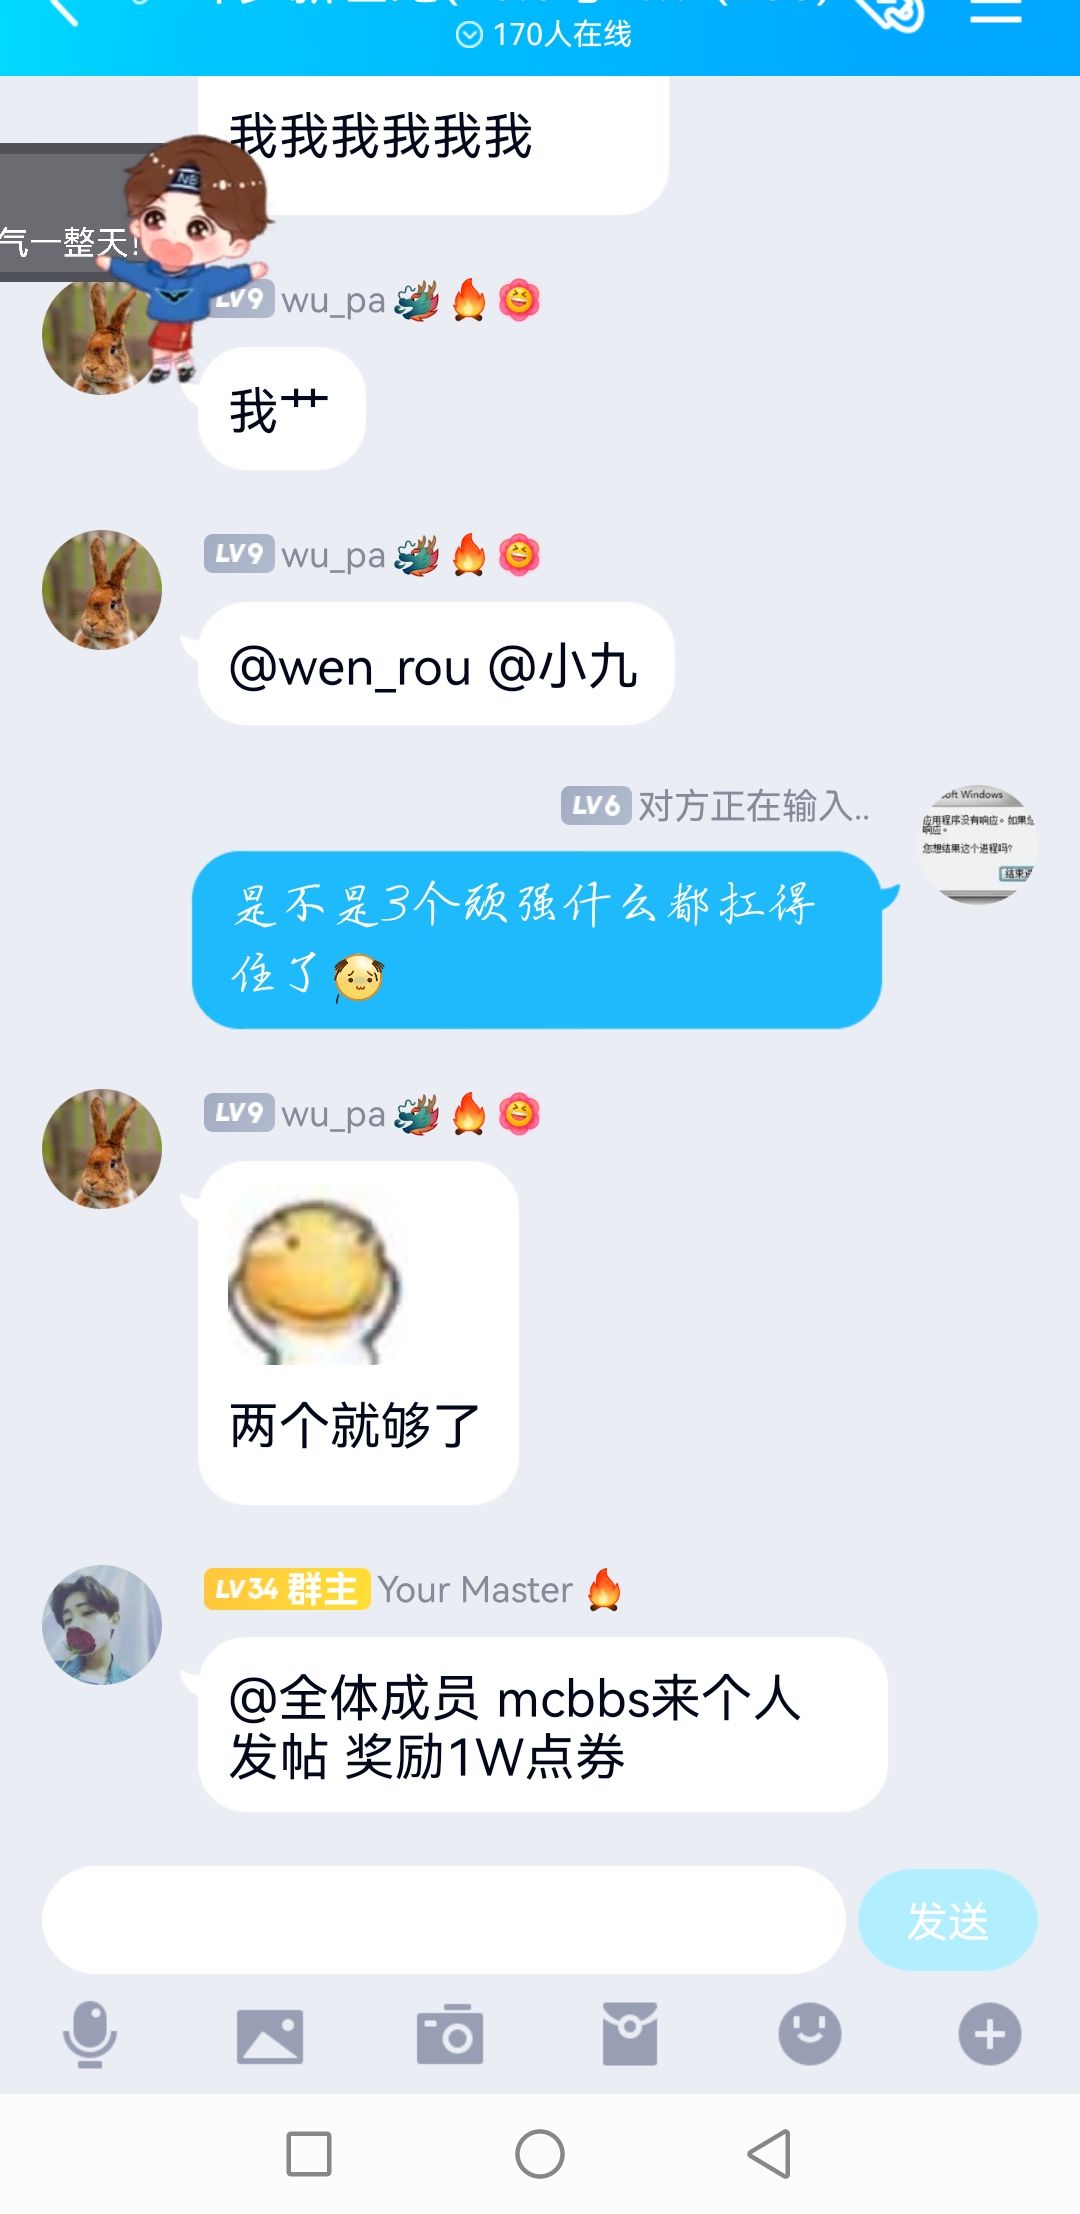 170人在线
我我我我我我
气一整天!
LV9 wu_pa
我艹
LV9 wu_pa
@wen_rou @小九
LV6 对方正在输入..
oft Windows
应用程序没有响应。如果
响应。
您想结束这个进程吗?
结束
是不是3个顽强什么都扛得
住了
LV9 wu_pa
两个就够了
LV34 群主 Your Master
@全体成员 mcbbs来个人
发帖 奖励1W点券
发送